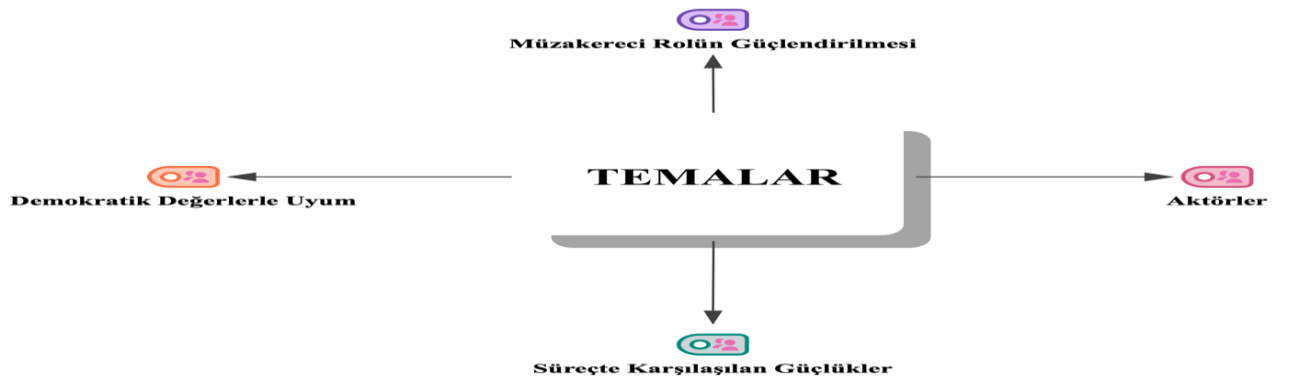 Müzakereci Rolün Güçlendirilmesi
TEMALAR
Demokratik Değerlerle Uyum
Aktörler
Süreçte Karşılaşılan Güçlükler